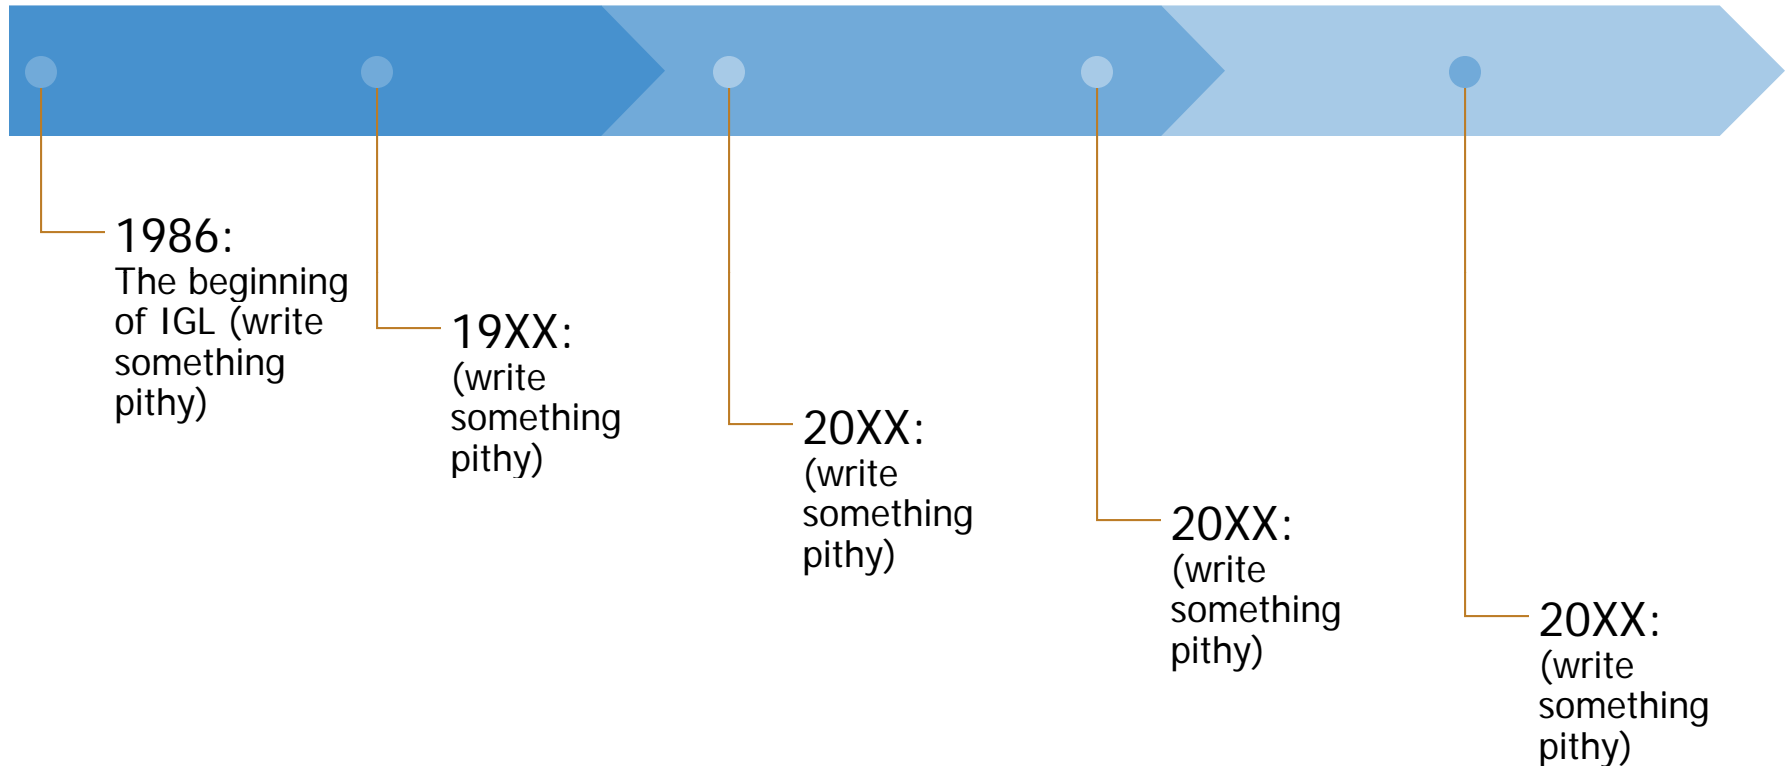 1986:
The beginning
of IGL (write
something
pithy)
19XX:
(write
something
pithy)
20XX:
(write
something
pithy)
20XX:
(write
something
pithy)
20XX:
(write
something
pithy)